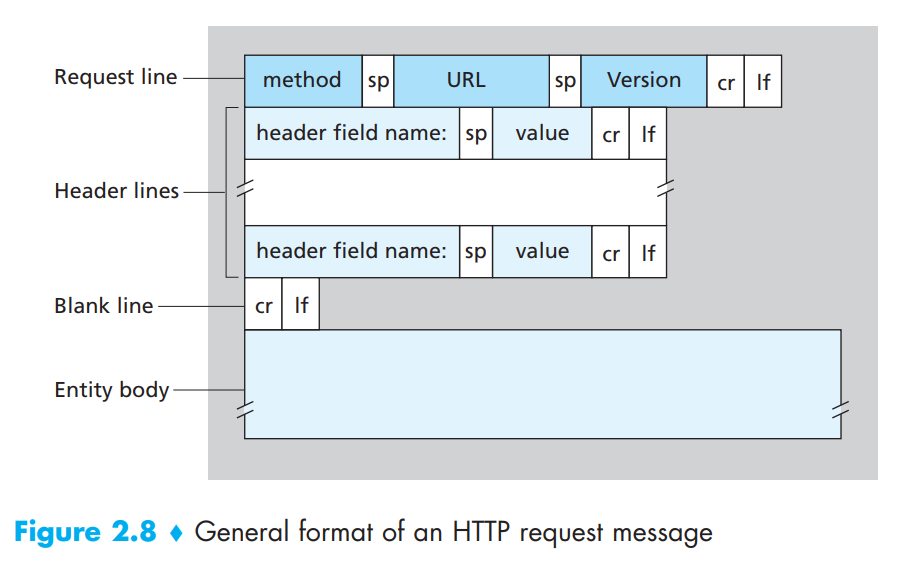 Request line method sp URL sp Version cr lf
header field name: sp value cr lf
Header lines
header field name: sp value cr lf
Blank line cr lf
Entity body
Figure 2.8 ♦ General format of an HTTP request message